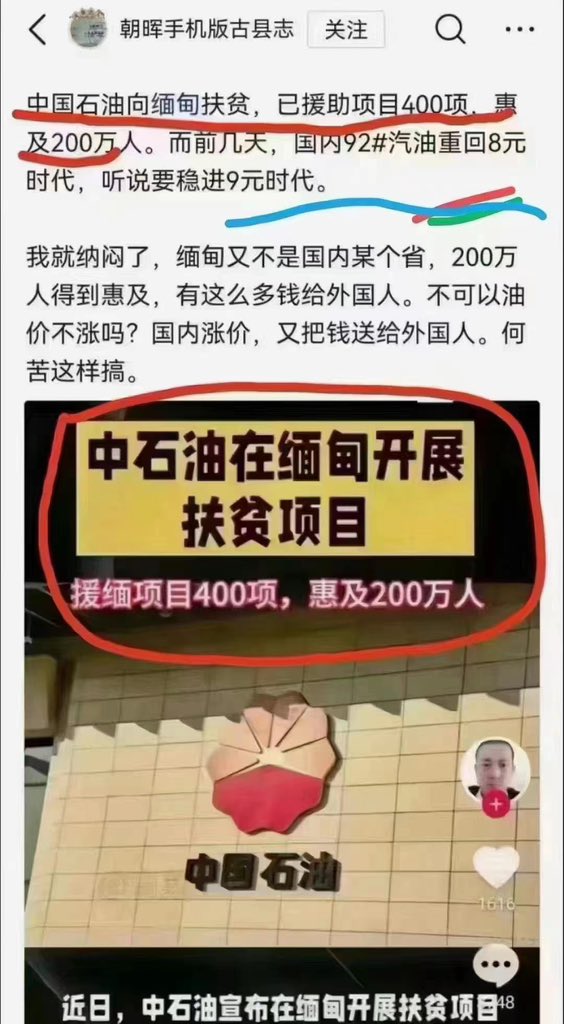 朝晖手机版古县志
关注
中国石油向缅甸扶贫，已援助项目400项，惠
及200万人。而前几天，国内92#汽油重回8元
时代，听说要稳进9元时代。
我就纳闷了，缅甸又不是国内某个省，200万
人得到惠及，有这么多钱给外国人。不可以油
价不涨吗？国内涨价，又把钱送给外国人。何
苦这样搞。
中石油在缅甸开展
扶贫项目
援缅项目400项，惠及200万人
中国石油
1616
48
近日，中石油宣布在缅甸开展扶贫项目